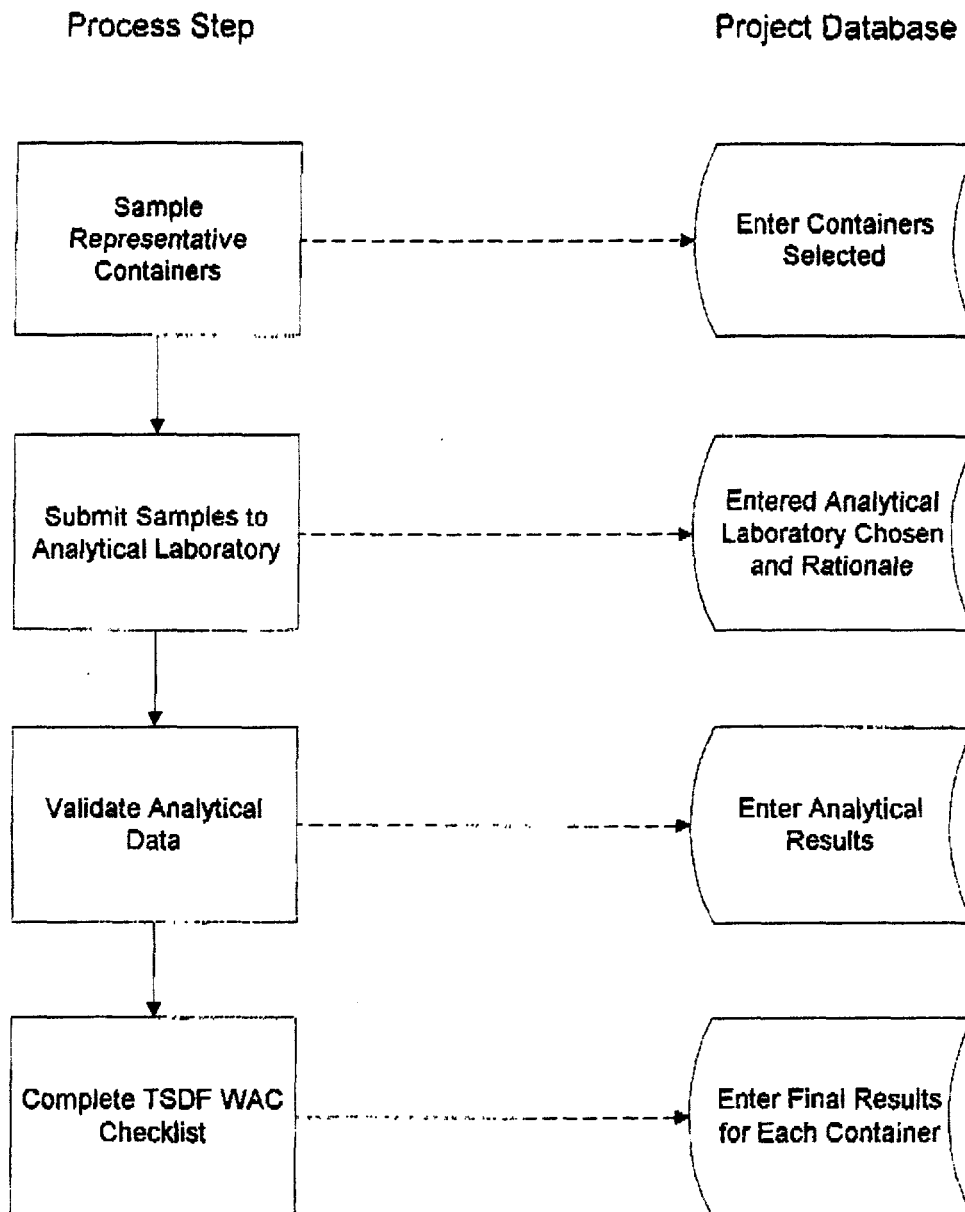 Process Step
Project Database
Sample
Representative
Containers
Enter Containers
Selected
Submit Samples to
Analytical Laboratory
Entered Analytical
Laboratory Chosen
and Rationale
Validate Analytical
Data
Enter Analytical
Results
Complete TSDF WAC
Checklist
Enter Final Results
for Each Container